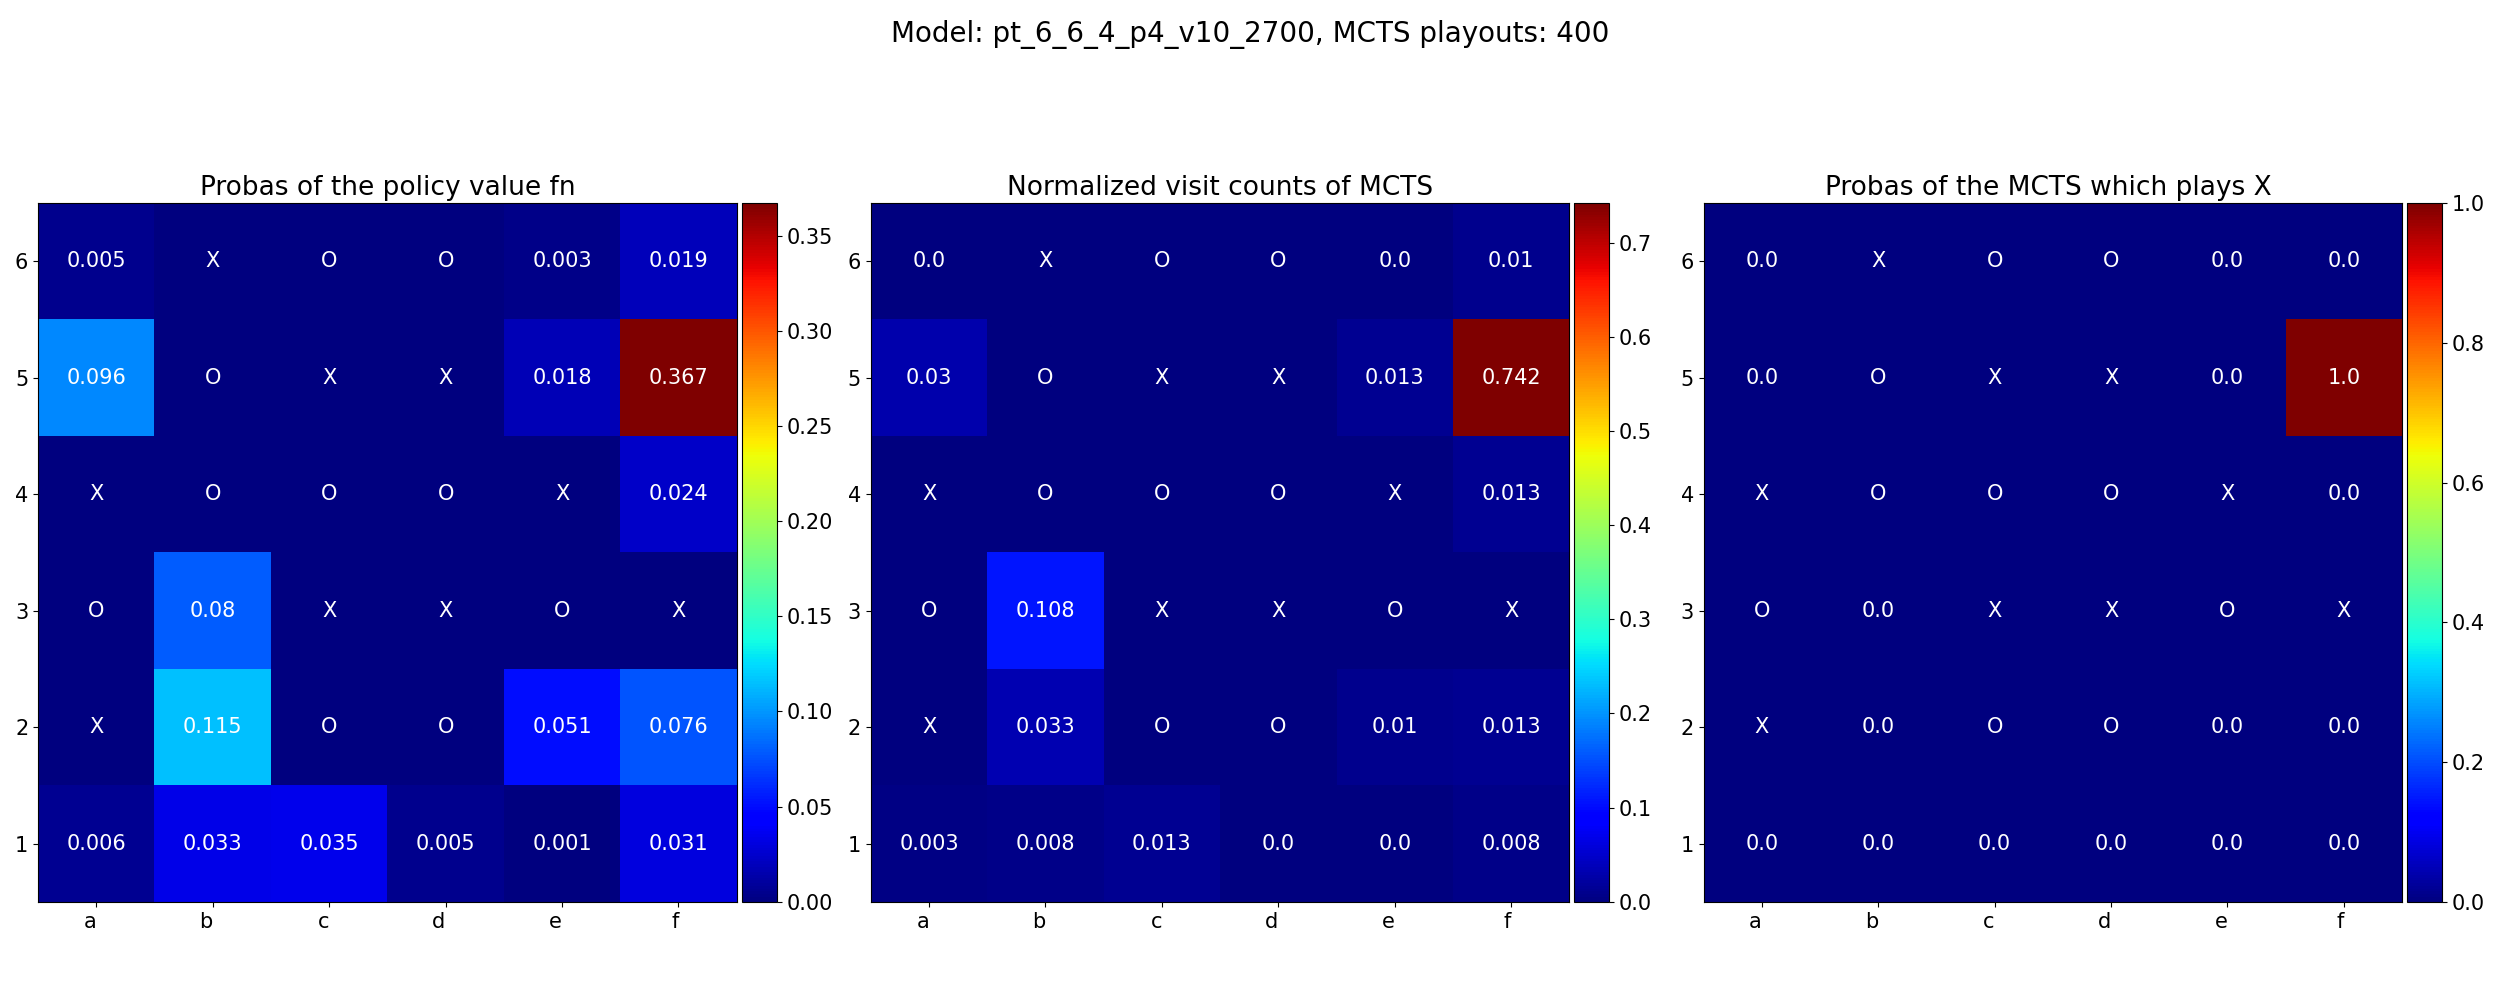 Model: pt_6_6_4_p4_v10_2700, MCTS playouts: 400
Probas of the policy value fn
6 0.005 X O O 0.003 0.019
5 0.096 O X X 0.018 0.367
4 X O O O X 0.024
3 O 0.08 X X O X
2 X 0.115 O O 0.051 0.076
1 0.006 0.033 0.035 0.005 0.001 0.031
a b c d e f
0.35
0.30
0.25
0.20
0.15
0.10
0.05
0.00
Normalized visit counts of MCTS
6 0.0 X O O 0.0 0.01
5 0.03 O X X 0.013 0.742
4 X O O O X 0.013
3 O 0.108 X X O X
2 X 0.033 O O 0.01 0.013
1 0.003 0.008 0.013 0.0 0.0 0.008
a b c d e f
0.7
0.6
0.5
0.4
0.3
0.2
0.1
0.0
Probas of the MCTS which plays X
6 0.0 X O O 0.0 0.0
5 0.0 O X X 0.0 1.0
4 X O O O X 0.0
3 O 0.0 X X O X
2 X 0.0 O O 0.0 0.0
1 0.0 0.0 0.0 0.0 0.0 0.0
a b c d e f
1.0
0.8
0.6
0.4
0.2
0.0